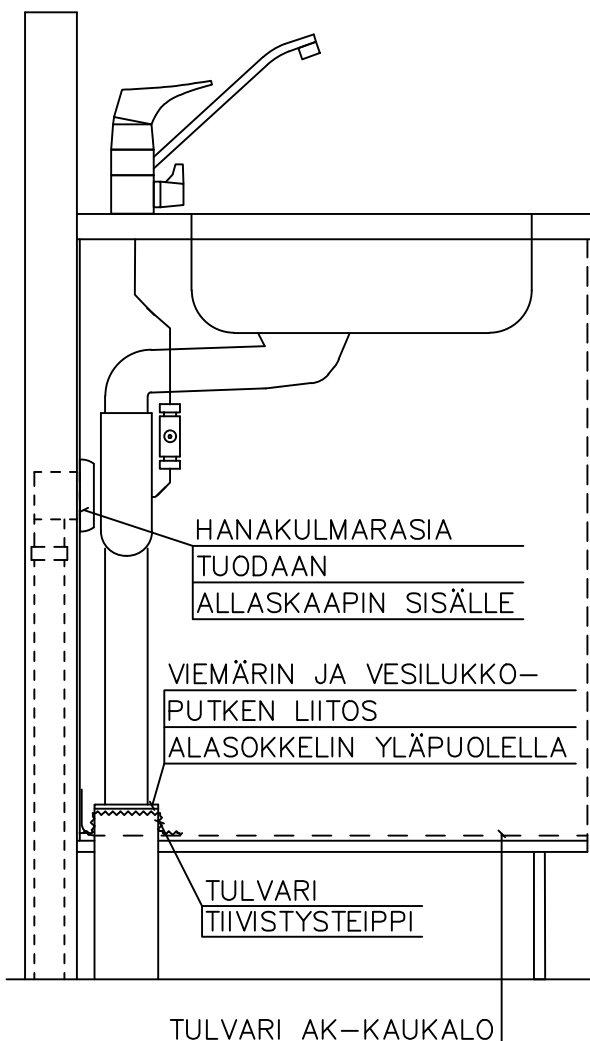 HANAKULMARASIA
TUODAAN
ALLASKAAPIN SISÄLLE
VIEMÄRIN JA VESILUKKO-
PUTKEN LIITOS
ALASOKKELIN YLÄPUOLELLA
TULVARI
TIIVISTYSTEIPPI
TULVARI AK-KAUKALO